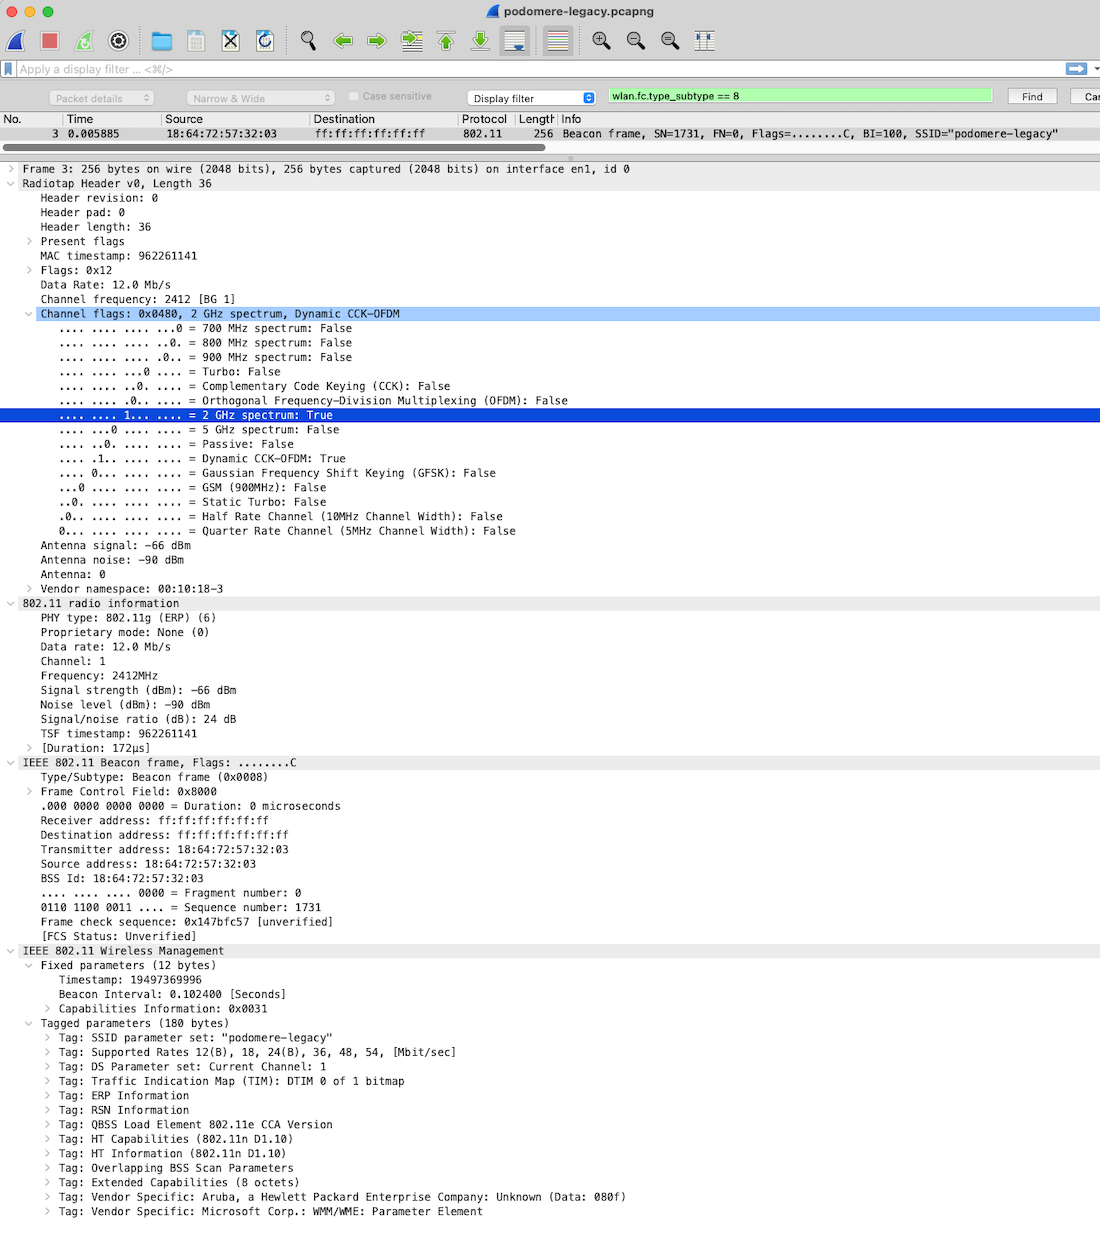 podomere-legacy.pcapng
Apply a display filter ... <⌘/>
Packet details Narrow & Wide Case sensitive Display filter wlan.fc.type_subtype == 8 Find Car
No. Time Source Destination Protocol Length Info
3 0.005885 18:64:72:57:32:03 ff:ff:ff:ff:ff:ff 802.11 256 Beacon frame, SN=1731, FN=0, Flags=........C, BI=100, SSID="podomere-legacy"
Frame 3: 256 bytes on wire (2048 bits), 256 bytes captured (2048 bits) on interface en1, id 0
Radiotap Header v0, Length 36
Header revision: 0
Header pad: 0
Header length: 36
Present flags
MAC timestamp: 962261141
Flags: 0x12
Data Rate: 12.0 Mb/s
Channel frequency: 2412 [BG 1]
Channel flags: 0x0480, 2 GHz spectrum, Dynamic CCK-OFDM
.... .... .... ...0 = 700 MHz spectrum: False
.... .... .... ..0. = 800 MHz spectrum: False
.... .... .... .0.. = 900 MHz spectrum: False
.... .... ...0 .... = Turbo: False
.... .... ..0. .... = Complementary Code Keying (CCK): False
.... .... .0.. .... = Orthogonal Frequency-Division Multiplexing (OFDM): False
.... .... 1... .... = 2 GHz spectrum: True
.... ...0 .... .... = 5 GHz spectrum: False
.... ..0. .... .... = Passive: False
.... .1.. .... .... = Dynamic CCK-OFDM: True
.... 0... .... .... = Gaussian Frequency Shift Keying (GFSK): False
...0 .... .... .... = GSM (900MHz): False
..0. .... .... .... = Static Turbo: False
.0.. .... .... .... = Half Rate Channel (10MHz Channel Width): False
0... .... .... .... = Quarter Rate Channel (5MHz Channel Width): False
Antenna signal: -66 dBm
Antenna noise: -90 dBm
Antenna: 0
Vendor namespace: 00:10:18-3
802.11 radio information
PHY type: 802.11g (ERP) (6)
Proprietary mode: None (0)
Data rate: 12.0 Mb/s
Channel: 1
Frequency: 2412MHz
Signal strength (dBm): -66 dBm
Noise level (dBm): -90 dBm
Signal/noise ratio (dB): 24 dB
TSF timestamp: 962261141
[Duration: 172µs]
IEEE 802.11 Beacon frame, Flags: ........C
Type/Subtype: Beacon frame (0x0008)
Frame Control Field: 0x8000
.000 0000 0000 0000 = Duration: 0 microseconds
Receiver address: ff:ff:ff:ff:ff:ff
Destination address: ff:ff:ff:ff:ff:ff
Transmitter address: 18:64:72:57:32:03
Source address: 18:64:72:57:32:03
BSS Id: 18:64:72:57:32:03
.... .... .... 0000 = Fragment number: 0
0110 1100 0011 .... = Sequence number: 1731
Frame check sequence: 0x147bfc57 [unverified]
[FCS Status: Unverified]
IEEE 802.11 Wireless Management
Fixed parameters (12 bytes)
Timestamp: 19497369996
Beacon Interval: 0.102400 [Seconds]
Capabilities Information: 0x0031
Tagged parameters (180 bytes)
Tag: SSID parameter set: "podomere-legacy"
Tag: Supported Rates 12(B), 18, 24(B), 36, 48, 54, [Mbit/sec]
Tag: DS Parameter set: Current Channel: 1
Tag: Traffic Indication Map (TIM): DTIM 0 of 1 bitmap
Tag: ERP Information
Tag: RSN Information
Tag: QBSS Load Element 802.11e CCA Version
Tag: HT Capabilities (802.11n D1.10)
Tag: HT Information (802.11n D1.10)
Tag: Overlapping BSS Scan Parameters
Tag: Extended Capabilities (8 octets)
Tag: Vendor Specific: Aruba, a Hewlett Packard Enterprise Company: Unknown (Data: 080f)
Tag: Vendor Specific: Microsoft Corp.: WMM/WME: Parameter Element